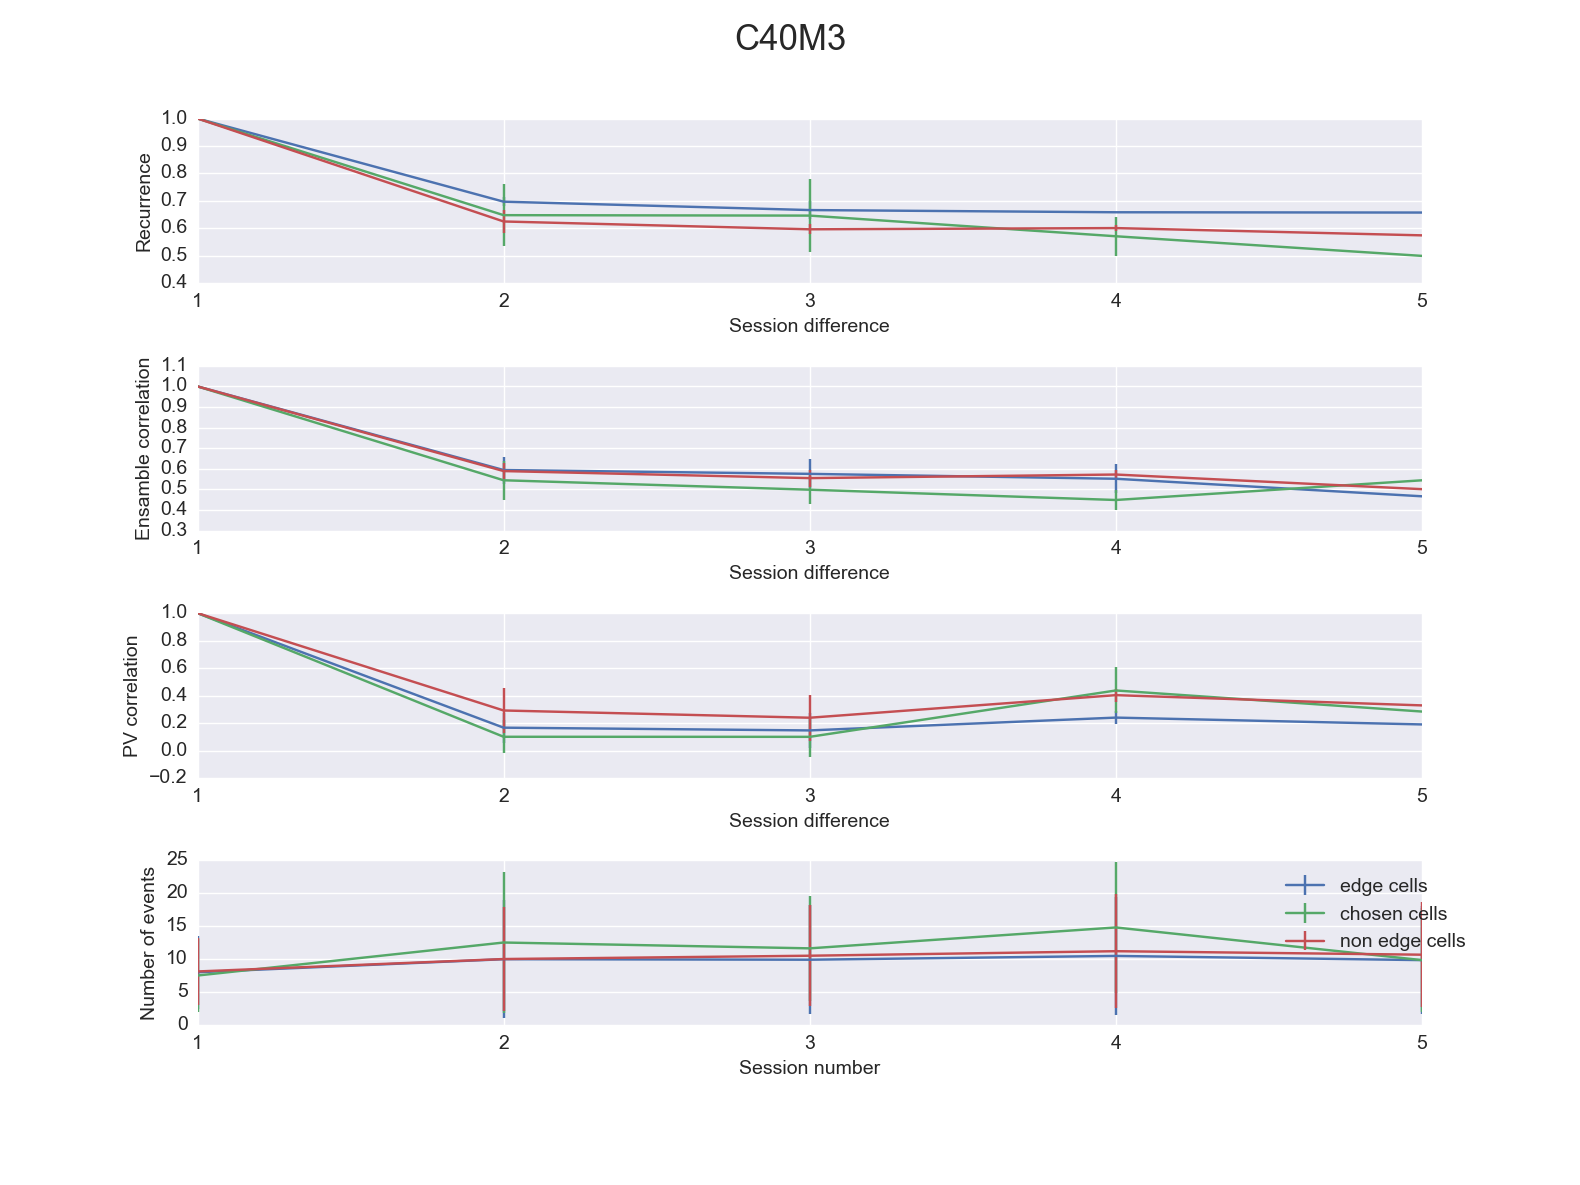 C40M3
1.0
0.9
0.8
0.7
0.6
0.5
0.4
Recurrence
1 2 3 4 5
Session difference
1.1
1.0
0.9
0.8
0.7
0.6
0.5
0.4
0.3
Ensamble correlation
1 2 3 4 5
Session difference
1.0
0.8
0.6
0.4
0.2
0.0
−0.2
PV correlation
1 2 3 4 5
Session difference
25
20
15
10
5
0
Number of events
edge cells
chosen cells
non edge cells
1 2 3 4 5
Session number